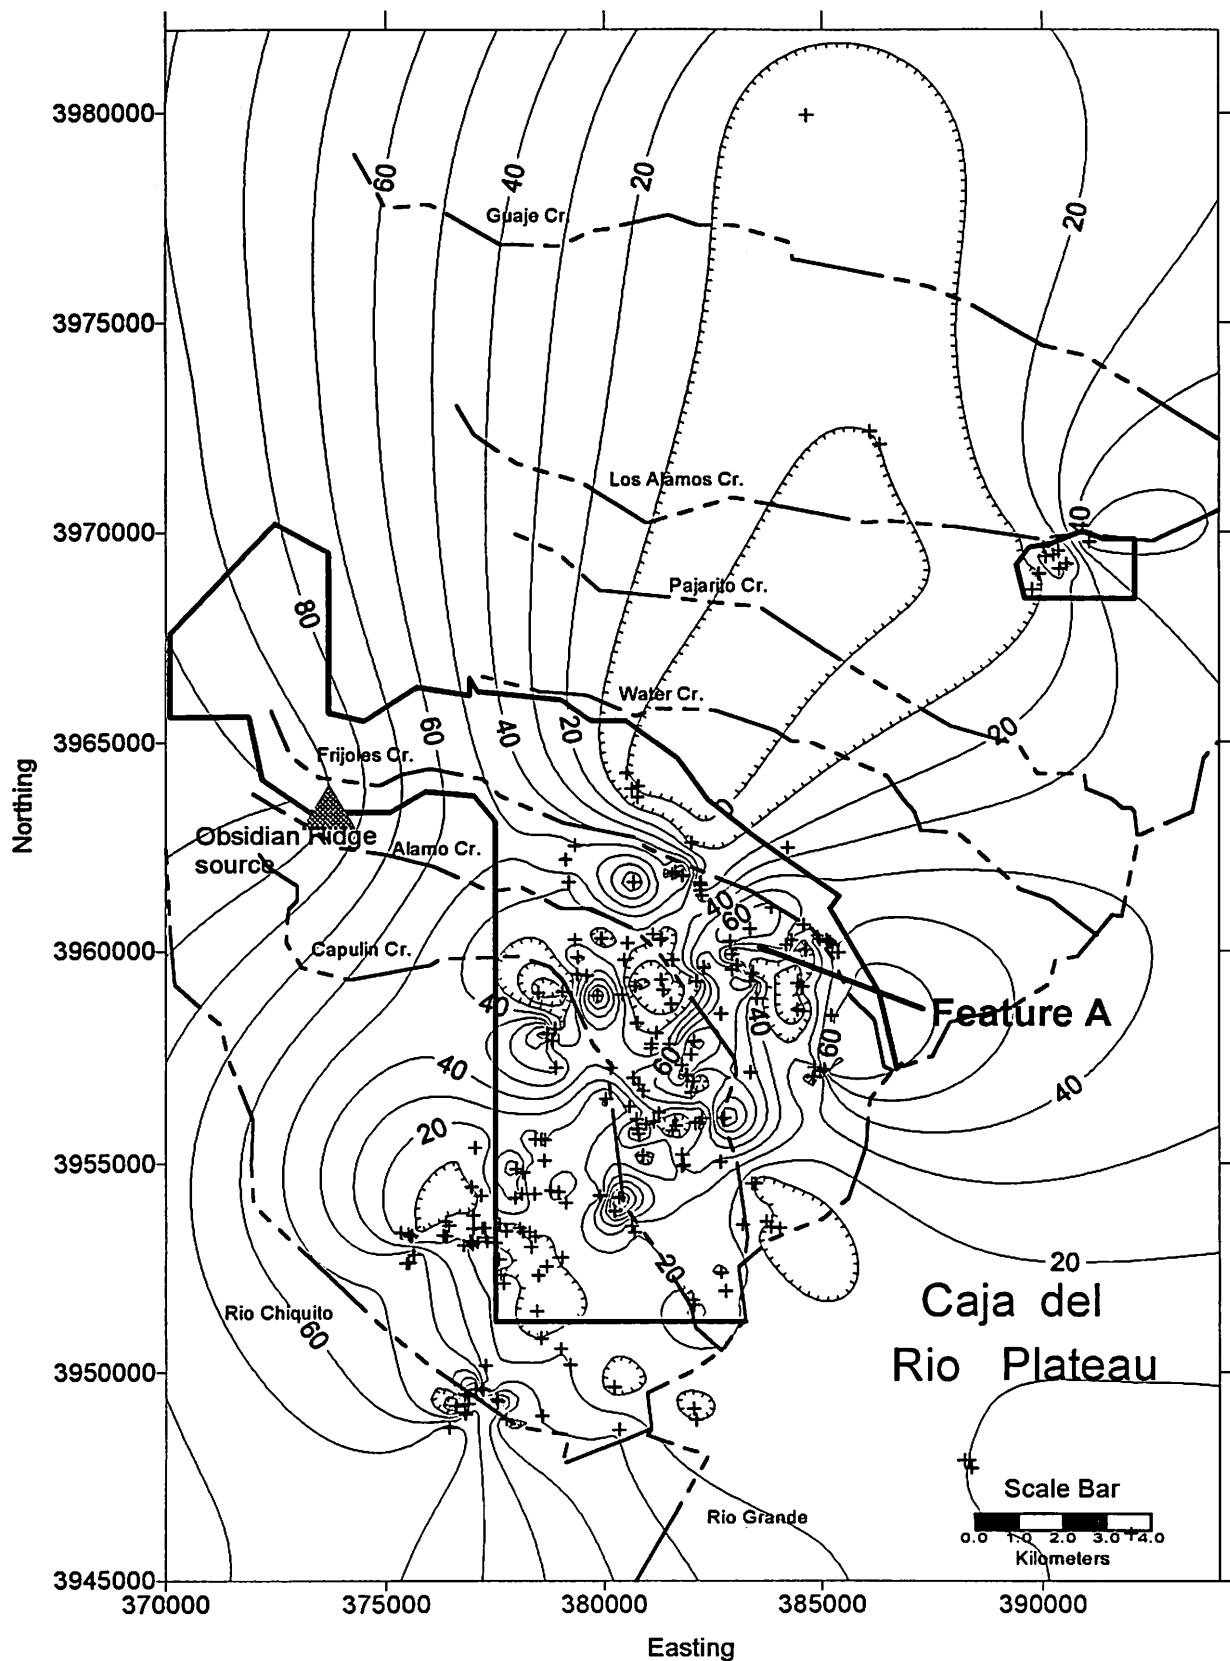 3980000
60
40
20
20
Guaje Cr.
3975000
Los Alamos Cr.
40
3970000
Pajarito Cr.
80
Water Cr.
60
40
20
20
3965000
Frijoles Cr.
0
Northing
Obsidian Ridge
source
Alamo Cr.
40
60
3960000
Capulin Cr.
40
Feature A
40
60
60
40
40
20
3955000
20
20
Caja del
Rio Plateau
Rio Chiquito
60
3950000
Scale Bar
0.0 1.0 2.0 3.0 4.0
Kilometers
Rio Grande
3945000
370000 375000 380000 385000 390000
Easting